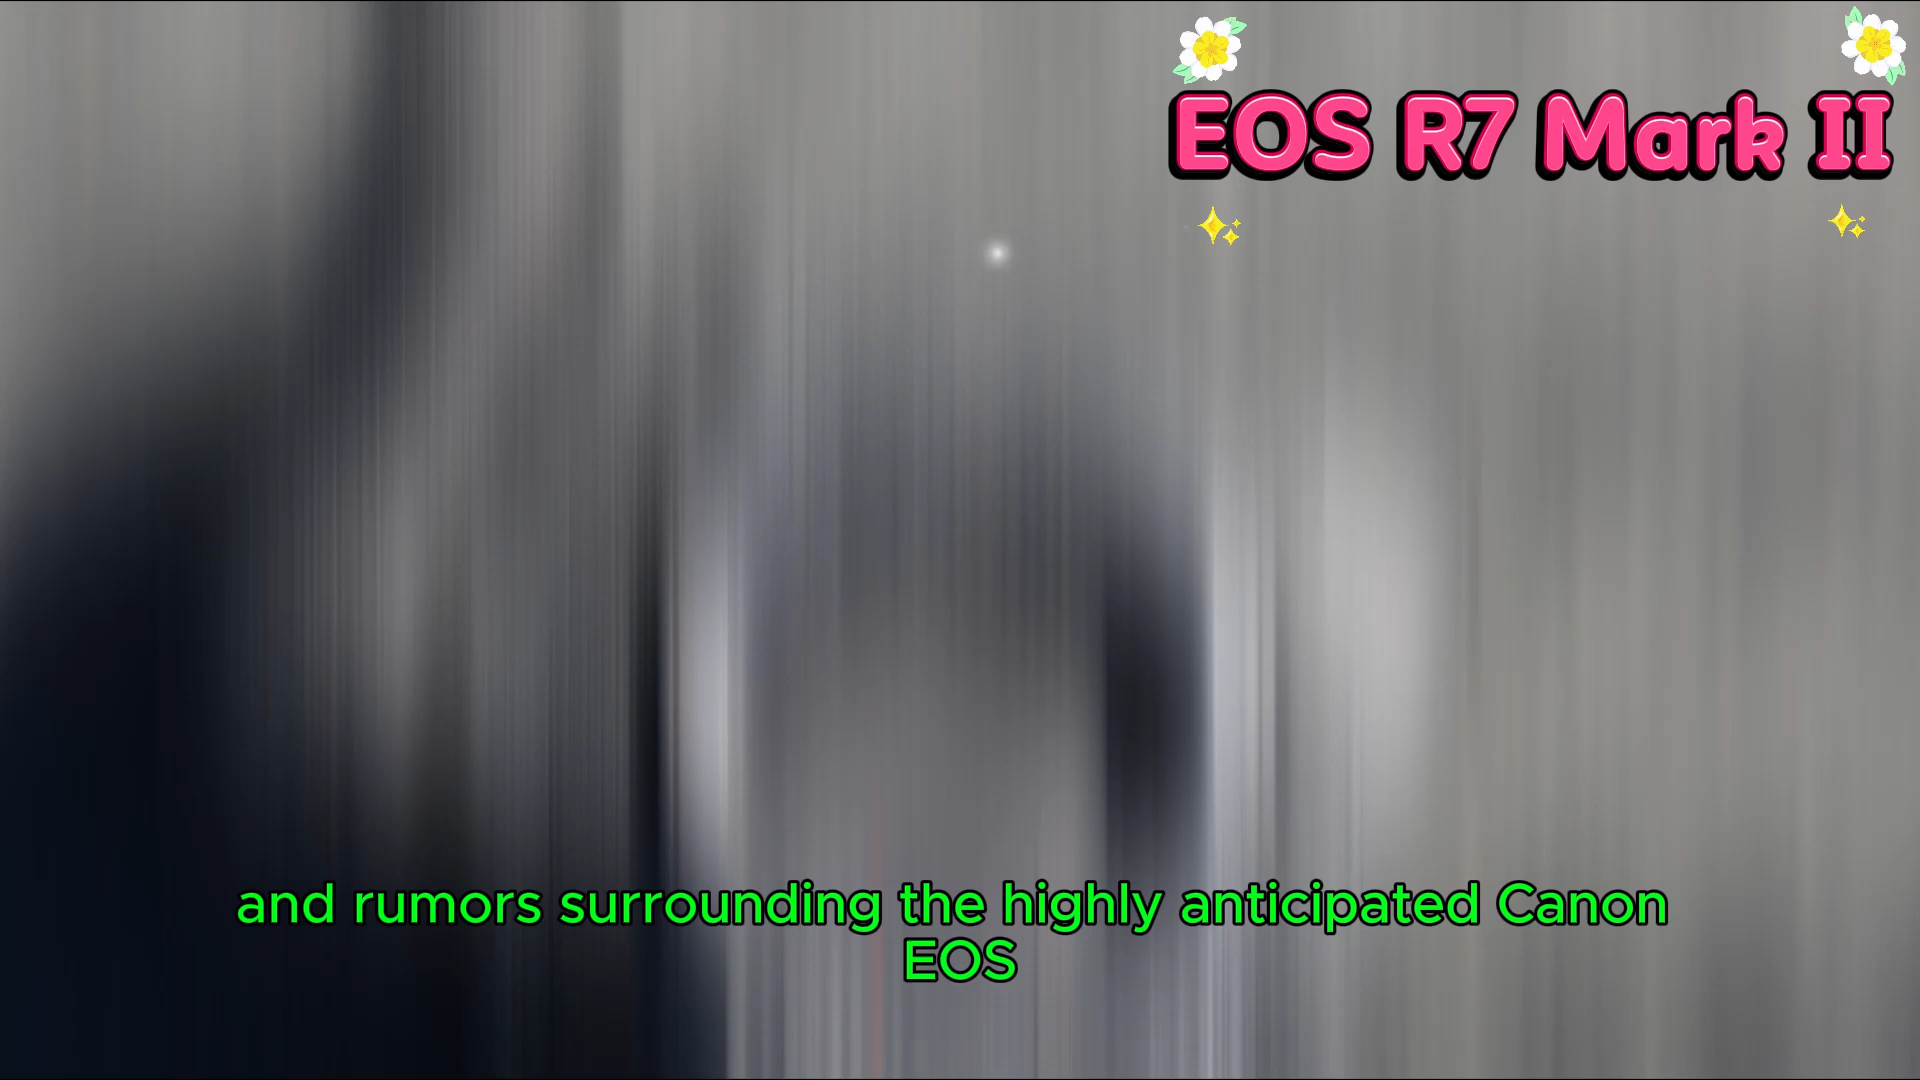 EOS R7 Mark II
and rumors surrounding the highly anticipated Canon
EOS